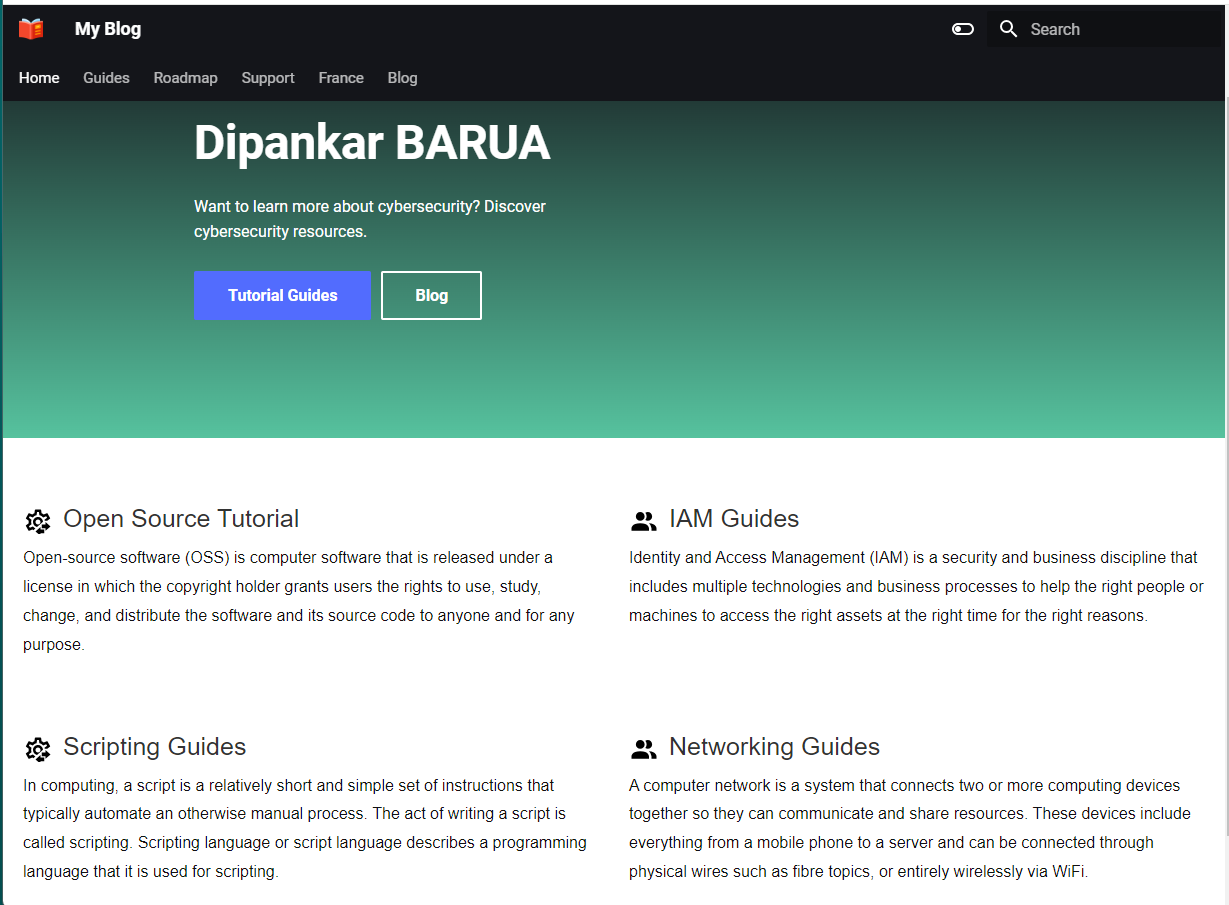 My Blog
Search
Home Guides Roadmap Support France Blog
Dipankar BARUA
Want to learn more about cybersecurity? Discover
cybersecurity resources.
Tutorial Guides Blog
Open Source Tutorial
Open-source software (OSS) is computer software that is released under a
license in which the copyright holder grants users the rights to use, study,
change, and distribute the software and its source code to anyone and for any
purpose.
IAM Guides
Identity and Access Management (IAM) is a security and business discipline that
includes multiple technologies and business processes to help the right people or
machines to access the right assets at the right time for the right reasons.
Scripting Guides
In computing, a script is a relatively short and simple set of instructions that
typically automate an otherwise manual process. The act of writing a script is
called scripting. Scripting language or script language describes a programming
language that it is used for scripting.
Networking Guides
A computer network is a system that connects two or more computing devices
together so they can communicate and share resources. These devices include
everything from a mobile phone to a server and can be connected through
physical wires such as fibre topics, or entirely wirelessly via WiFi.